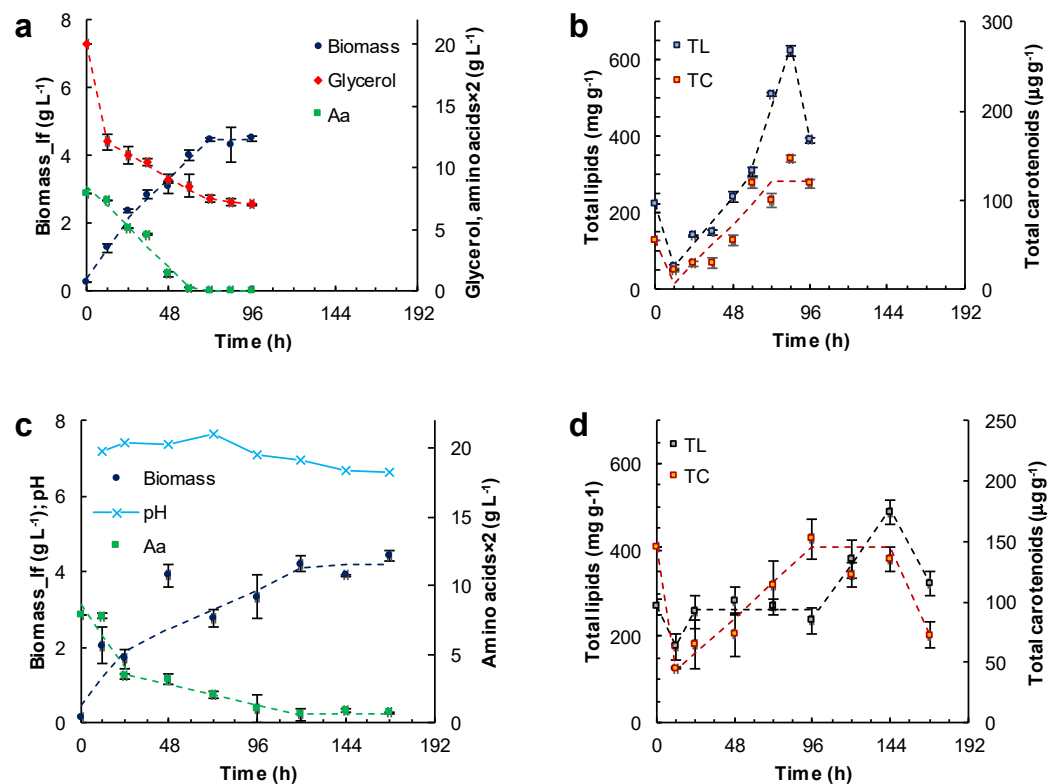 a
8
6
4
2
0
20
15
10
5
0
0 48 96 144 192
Biomass_lf (g L-1)
Glycerol, amino acids×2 (g L-1)
Time (h)
Biomass
Glycerol
Aa
b
600
400
200
0
300
200
100
0
0 48 96 144 192
Total lipids (mg g-1)
Total carotenoids (µg g-1)
Time (h)
TL
TC
c
8
6
4
2
0
20
15
10
5
0
0 48 96 144 192
Biomass_lf (g L-1); pH
Amino acids×2 (g L-1)
Time (h)
Biomass
pH
Aa
d
600
400
200
0
250
200
150
100
50
0
0 48 96 144 192
Total lipids (mg g-1)
Total carotenoids (µgg-1)
Time (h)
TL
TC